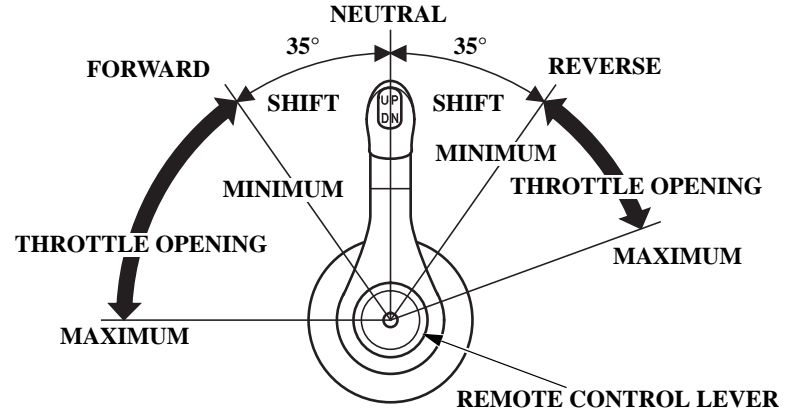 NEUTRAL
35° 35°
FORWARD REVERSE
SHIFT SHIFT
UP
DN
MINIMUM
MINIMUM
THROTTLE OPENING
THROTTLE OPENING
MAXIMUM
MAXIMUM
REMOTE CONTROL LEVER